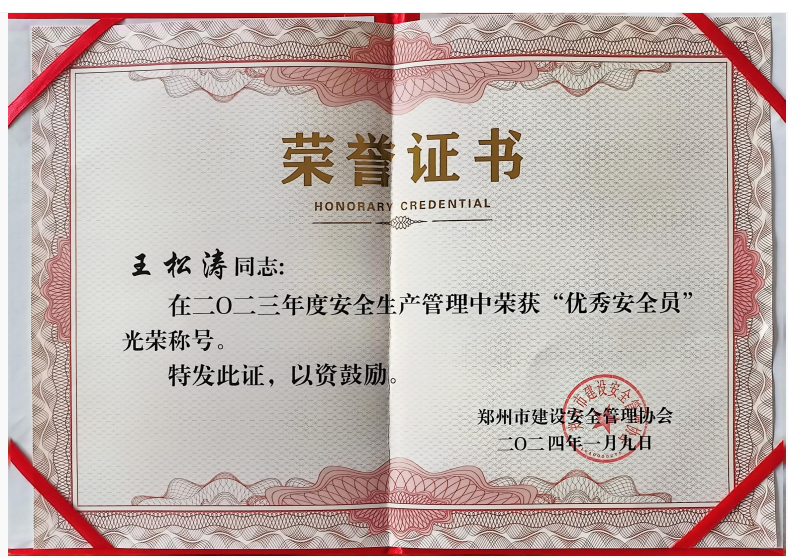 荣誉证书
HONORARY CREDENTIAL
王松涛同志:
在二〇二三年度安全生产管理中荣获“优秀安全员”
光荣称号。
特发此证，以资鼓励。
郑州市建设安全管理协会
二〇二四年一月九日